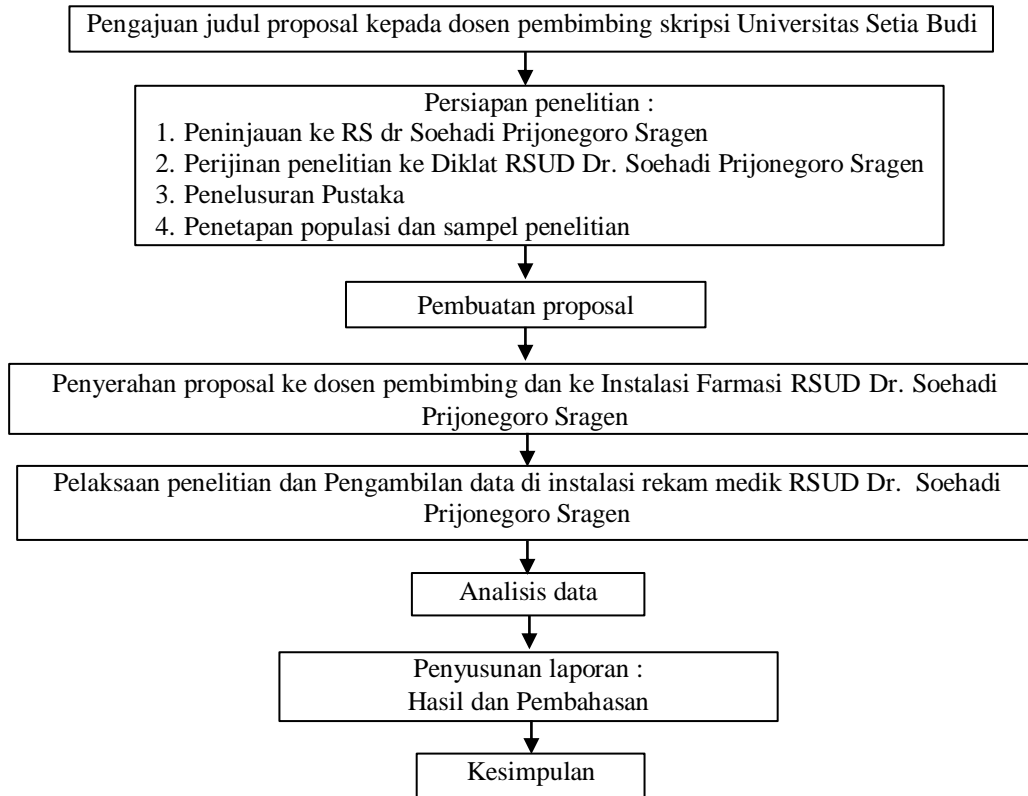 Pengajuan judul proposal kepada dosen pembimbing skripsi Universitas Setia Budi
Persiapan penelitian :
1. Peninjauan ke RS dr Soehadi Prijonegoro Sragen
2. Perijinan penelitian ke Diklat RSUD Dr. Soehadi Prijonegoro Sragen
3. Penelusuran Pustaka
4. Penetapan populasi dan sampel penelitian
Pembuatan proposal
Penyerahan proposal ke dosen pembimbing dan ke Instalasi Farmasi RSUD Dr. Soehadi
Prijonegoro Sragen
Pelaksaan penelitian dan Pengambilan data di instalasi rekam medik RSUD Dr. Soehadi
Prijonegoro Sragen
Analisis data
Penyusunan laporan :
Hasil dan Pembahasan
Kesimpulan